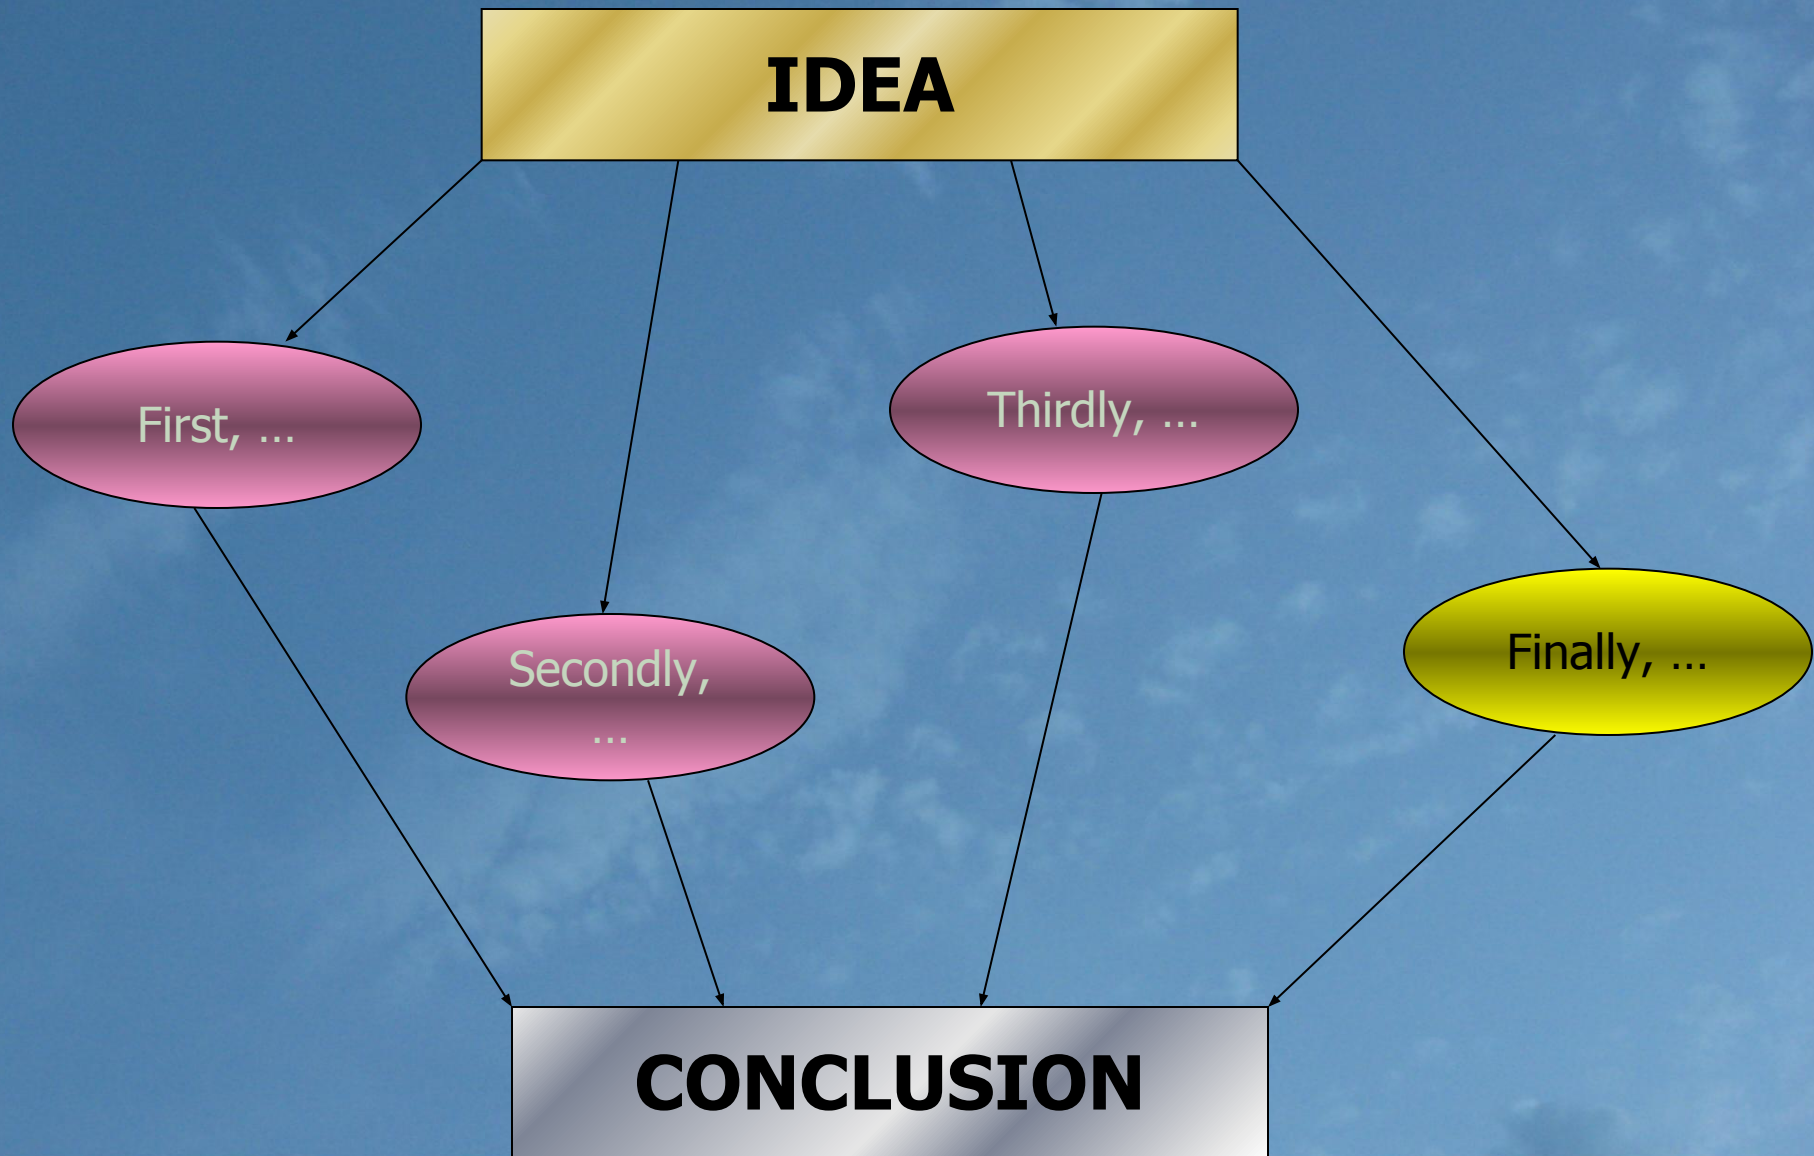 IDEA
First, ...
Secondly,
...
Thirdly, ...
Finally, ...
CONCLUSION